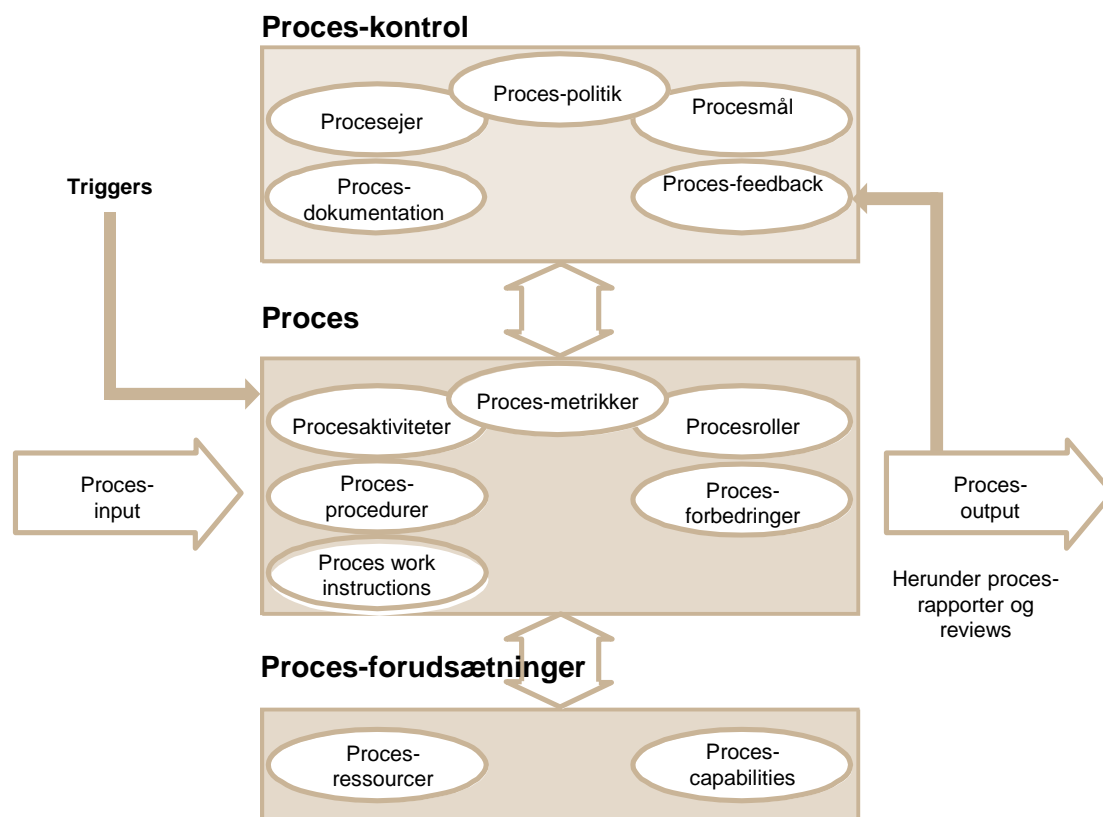 Proces-kontrol
Proces-politik
Procesejer
Procesmål
Proces-
dokumentation
Proces-feedback
Triggers
Proces
Proces-metrikker
Procesaktiviteter
Procesroller
Proces-
input
Proces-
procedurer
Proces-
forbedringer
Proces-
output
Proces work
instructions
Herunder proces-
rapporter og
reviews
Proces-forudsætninger
Proces-
ressourcer
Proces-
capabilities